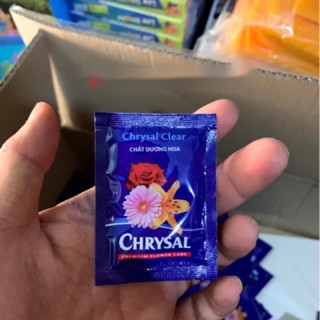 Chrysal Clear
CHẤT DƯỠNG HOA
CHRYSAL
PREMIUM FLOWER CARE